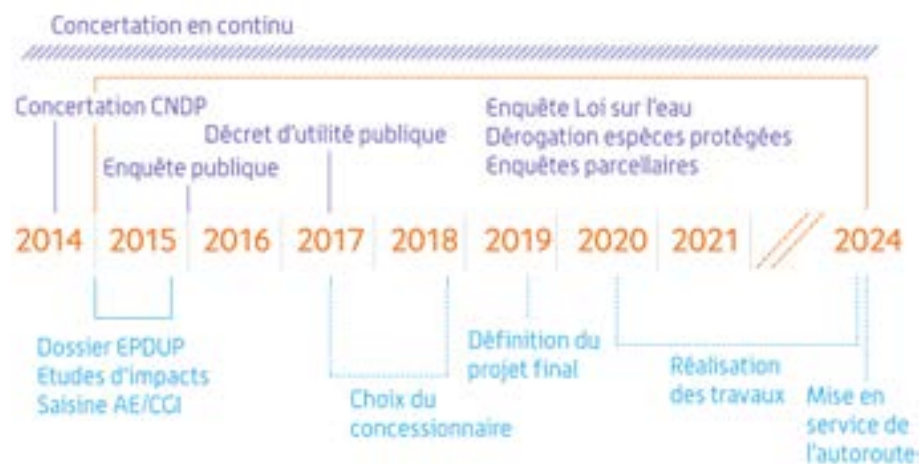 Concertation en continu
Concertation CNDP
Enquête Loi sur l'eau
Décret d'utilité publique
Dérogation espèces protégées
Enquête publique
Enquêtes parcellaires
2014 2015 2016 2017 2018 2019 2020 2021 2024
Dossier EPDUP
Etudes d'impacts
Saisine AE/CGI
Choix du
concessionnaire
Définition du
projet final
Réalisation
des travaux
Mise en
service de
l'autoroute